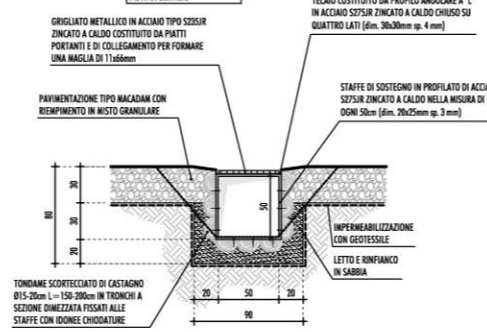 GRIGLIATO METALLICO IN ACCIAIO TIPO S235JR
ZINCATO A CALDO COSTITUITO DA PIATTI
PORTANTI E DI COLLEGAMENTO PER FORMARE
UNA MAGLIA DI 11x66mm
TELAIO COSTITUITO DA PROFILO ANGOLARE A "L"
IN ACCIAIO S275JR ZINCATO A CALDO CHIUSO SU
QUATTRO LATI (dim. 30x30mm sp. 4 mm)
PAVIMENTAZIONE TIPO MACADAM CON
RIEMPIMENTO IN MISTO GRANULARE
STAFFE DI SOSTEGNO IN PROFILATO DI ACCIA
S275JR ZINCATO A CALDO NELLA MISURA DI
OGNI 50cm (dim. 20x25mm sp. 3 mm)
80
30
30
20
50
IMPERMEABILIZZAZIONE
CON GEOTESSILE
LETTO E RINFIANCO
IN SABBIA
TONDAME SCORTECCIATO DI CASTAGNO
Ø15-20cm L=150-200cm IN TRONCHI A
SEZIONE DIMEZZATA FISSATI ALLE
STAFFE CON IDONEE CHIODATURE
20 50 20
90